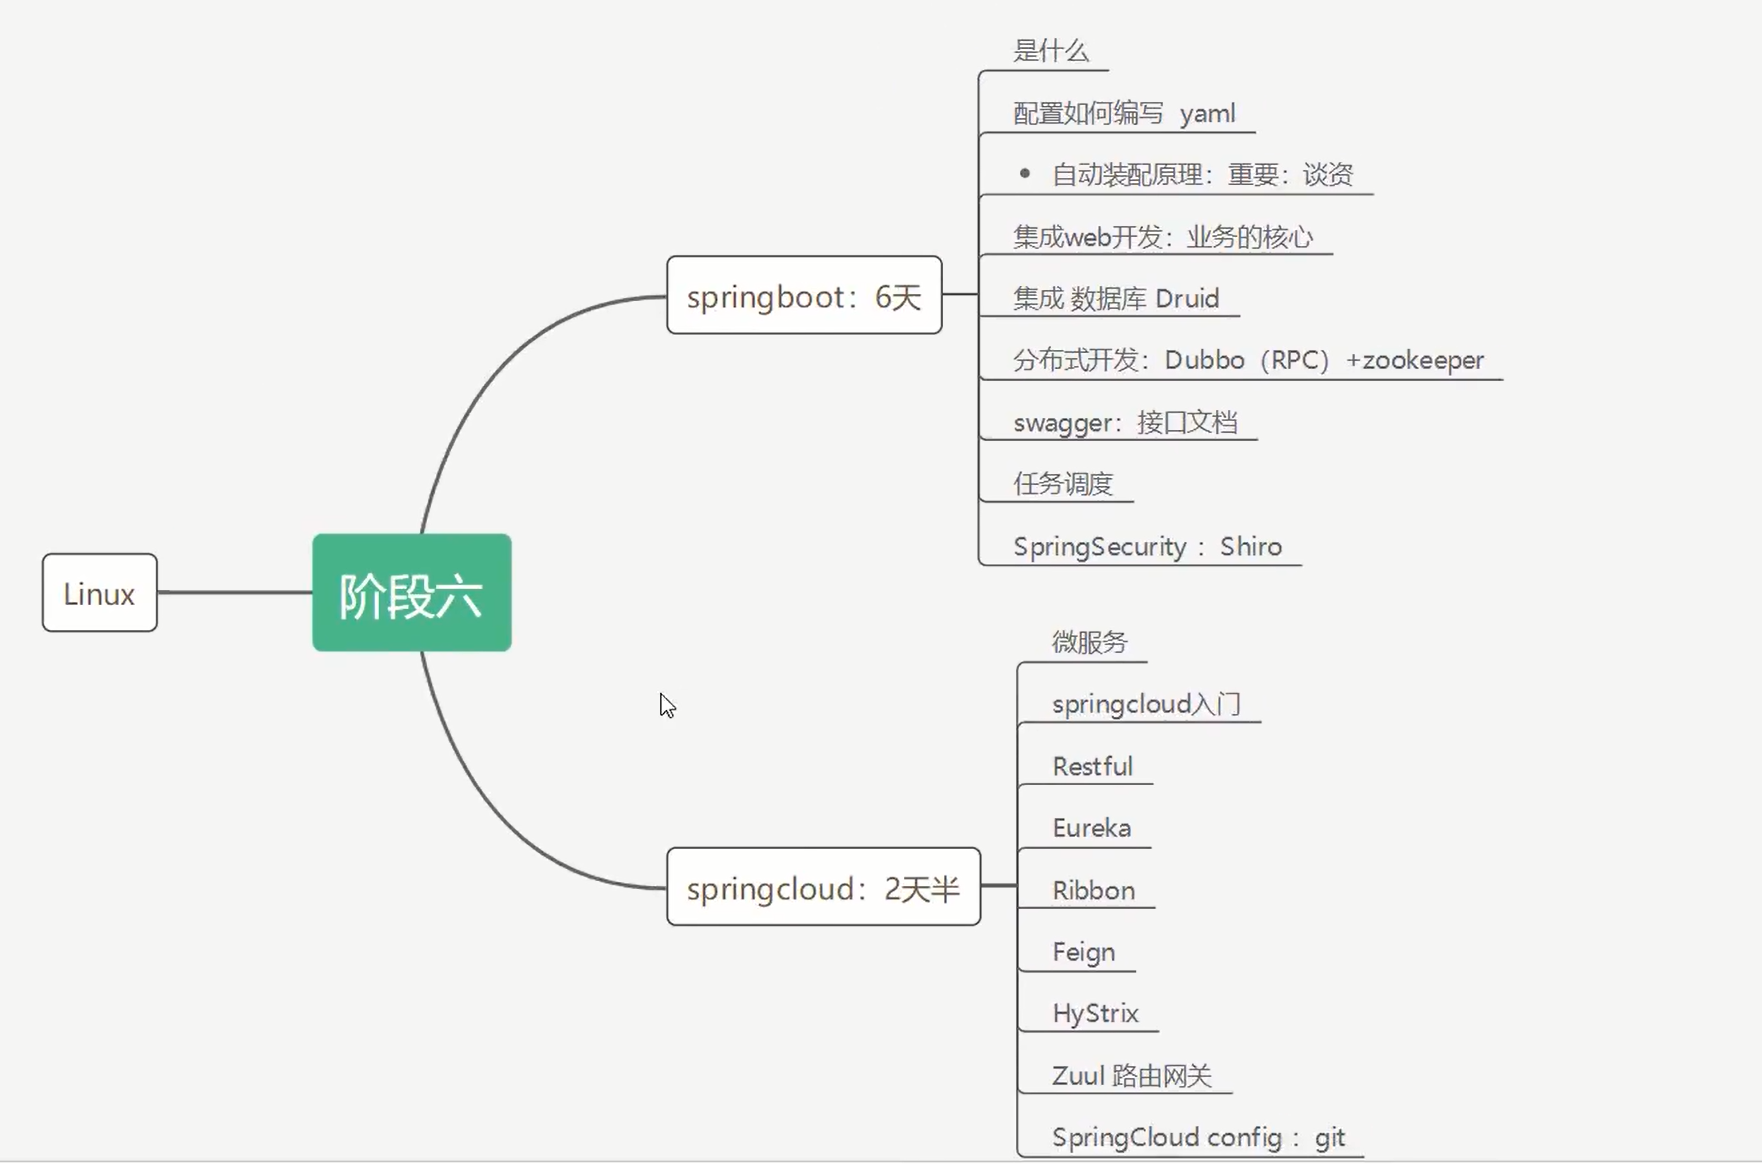 是什么
配置如何编写 yaml
自动装配原理：重要：谈资
集成web开发：业务的核心
集成 数据库 Druid
分布式开发：Dubbo（RPC）+zookeeper
swagger：接口文档
任务调度
SpringSecurity ：Shiro
springboot：6天
Linux
阶段六
springcloud：2天半
微服务
springcloud入门
Restful
Eureka
Ribbon
Feign
HyStrix
Zuul 路由网关
SpringCloud config ：git